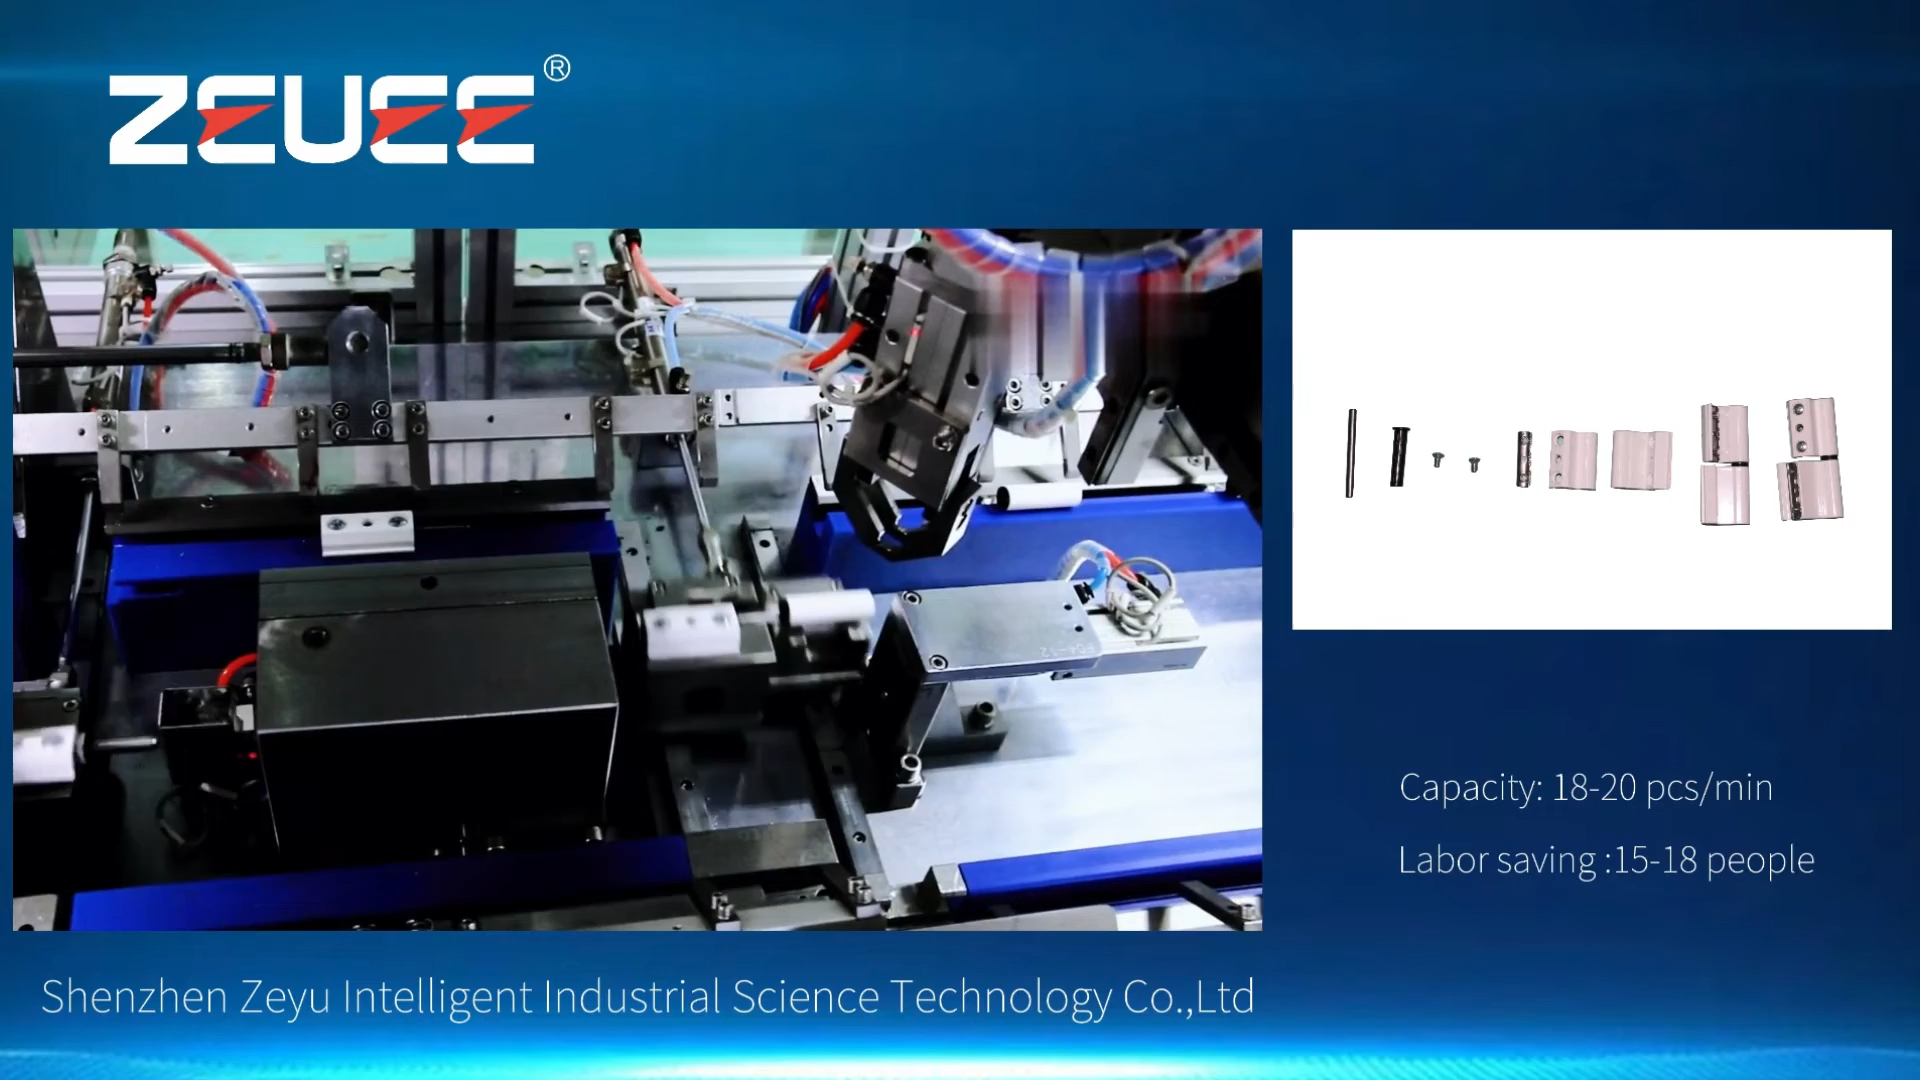 ZEUEE®
Capacity: 18-20 pcs/min
Labor saving :15-18 people
Shenzhen Zeyu Intelligent Industrial Science Technology Co.,Ltd